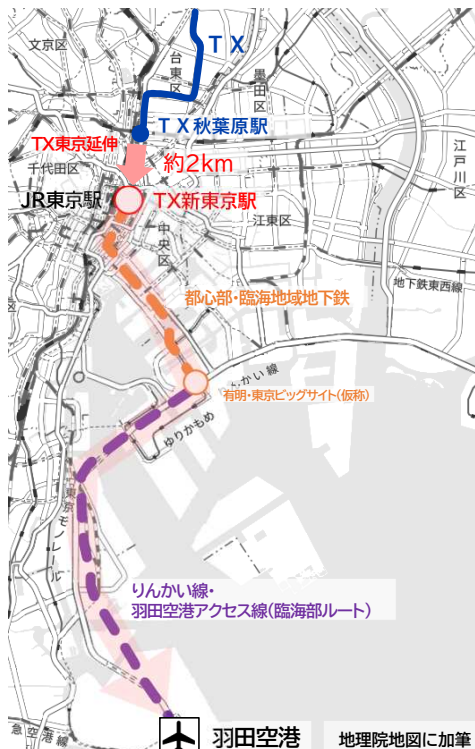 文京区
台東区
TX
墨田区
TX秋葉原駅
TX東京延伸
江戸川区
約2km
千代田区
JR東京駅
TX新東京駅
江東区
中央区
地下鉄東西線
都心部・臨海地域地下鉄
りんかい線
有明・東京ビッグサイト(仮称)
ゆりかもめ
東京モノレール
りんかい線・
羽田空港アクセス線(臨海部ルート)
急空港線
羽田空港
地理院地図に加筆